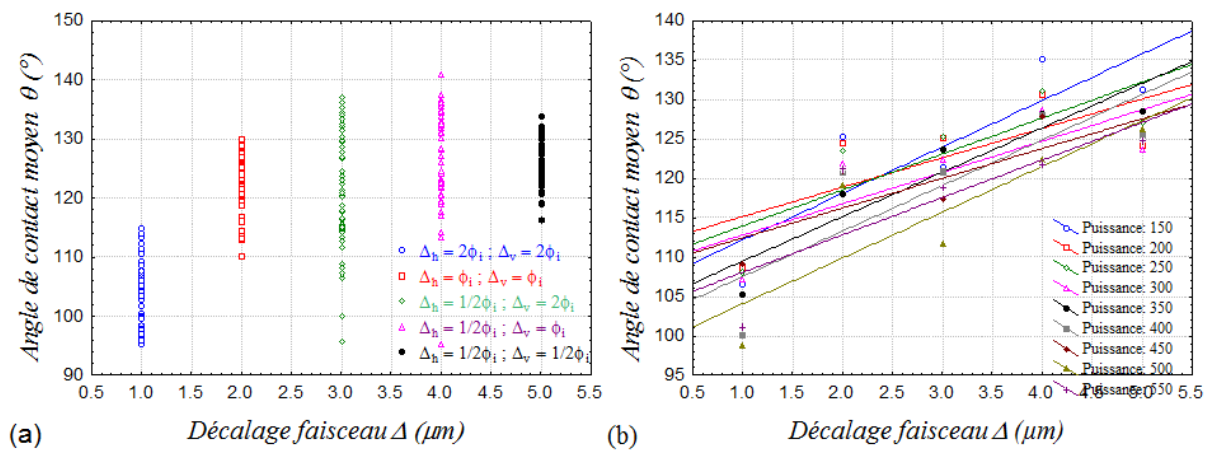 150
140
130
120
110
100
90
Angle de contact moyen θ (°)
Δh = 2ϕi ; Δv = 2ϕi
Δh = ϕi ; Δv = ϕi
Δh = 1/2ϕi ; Δv = 2ϕi
Δh = 1/2ϕi ; Δv = ϕi
Δh = 1/2ϕi ; Δv = 1/2ϕi
0.5 1.0 1.5 2.0 2.5 3.0 3.5 4.0 4.5 5.0 5.5
(a) Décalage faisceau Δ (μm)
140
135
130
125
120
115
110
105
100
95
Angle de contact moyen θ (°)
Puissance: 150
Puissance: 200
Puissance: 250
Puissance: 300
Puissance: 350
Puissance: 400
Puissance: 450
Puissance: 500
Puissance: 550
0.5 1.0 1.5 2.0 2.5 3.0 3.5 4.0 4.5 5.0 5.5
(b) Décalage faisceau Δ (μm)